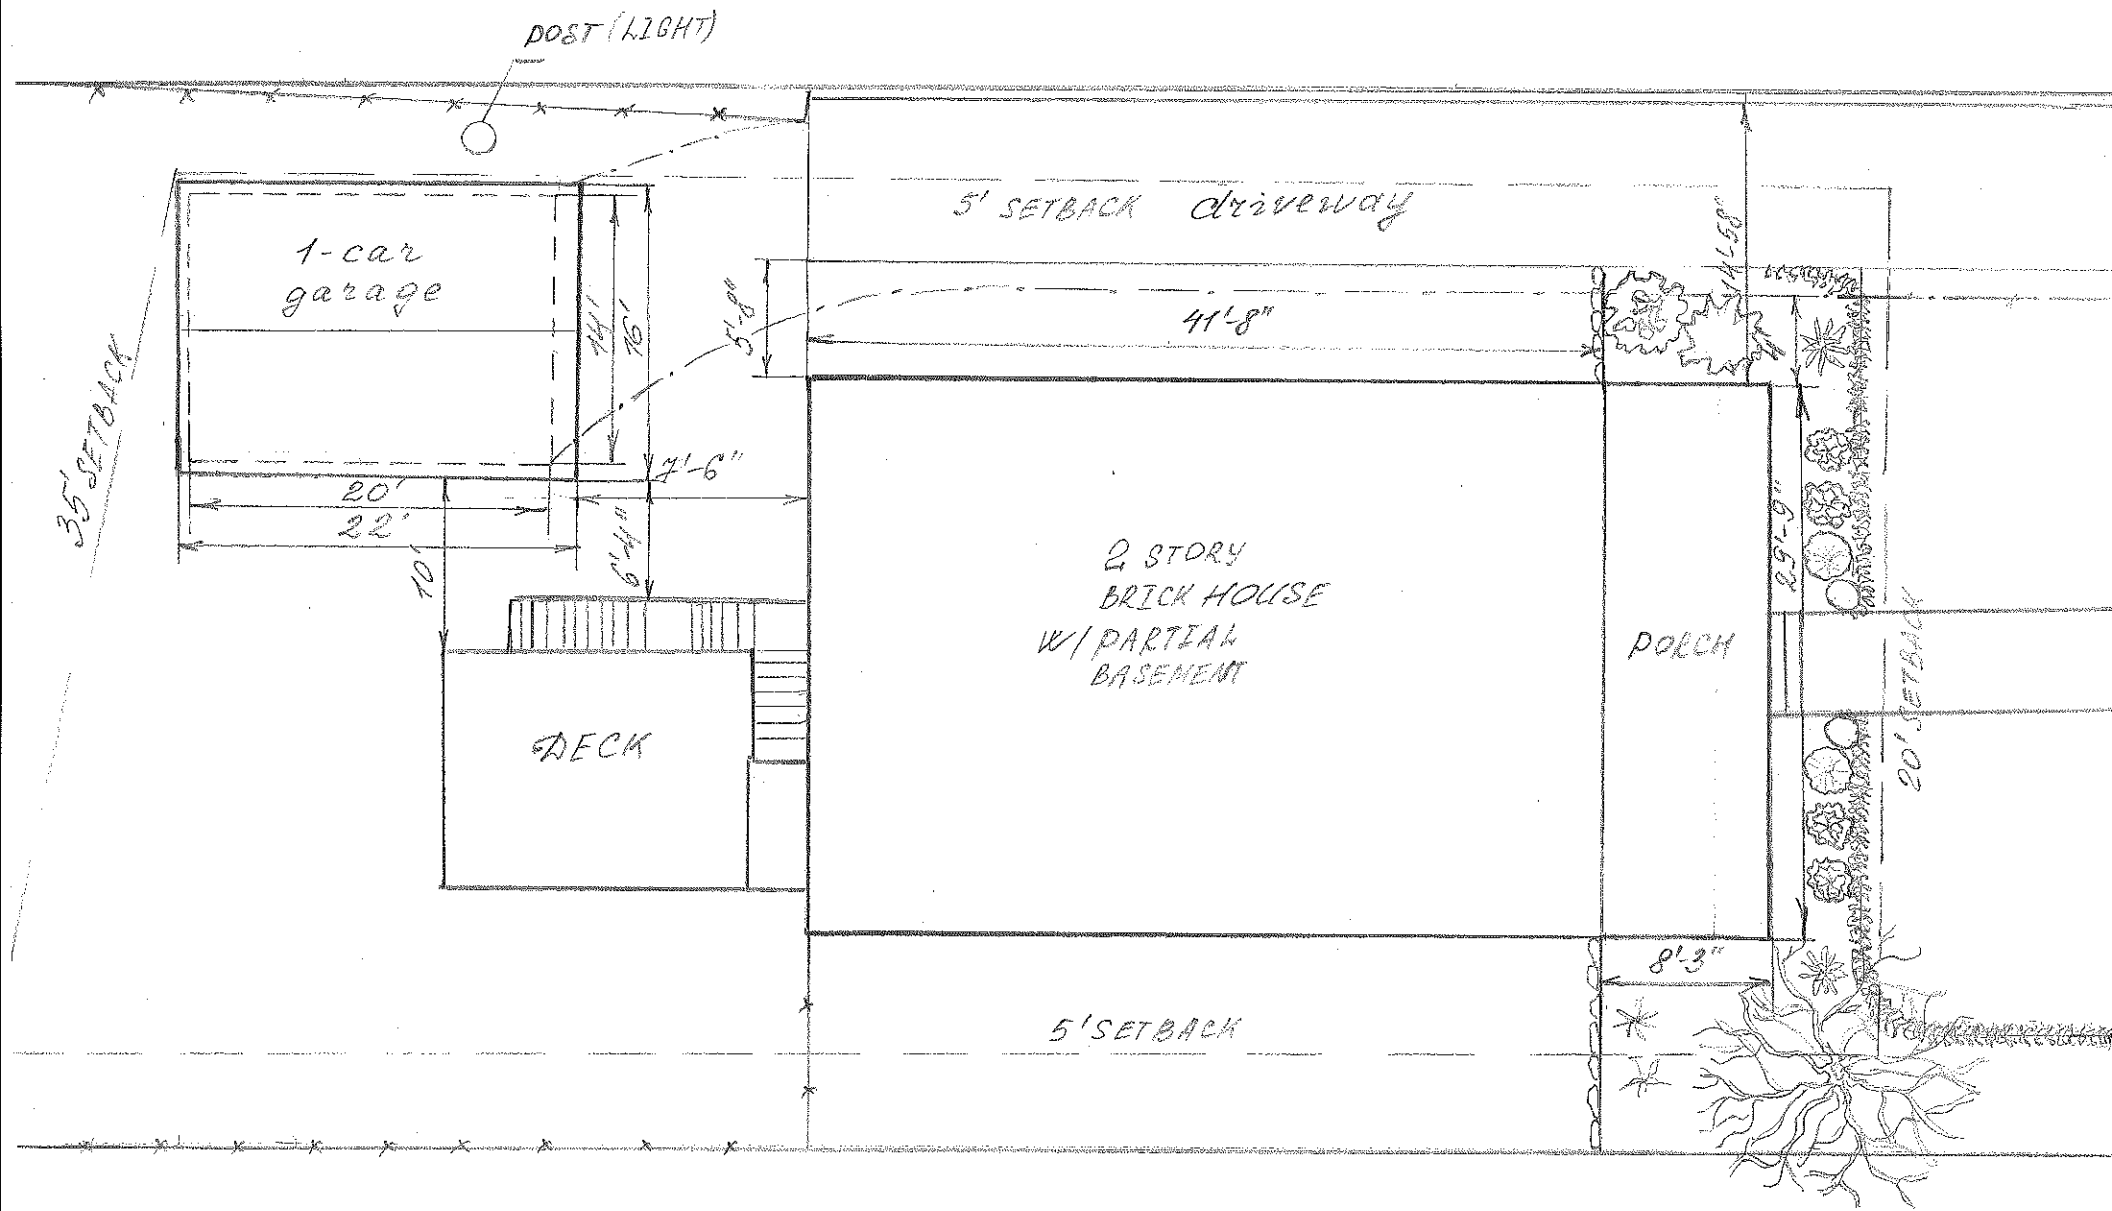 POST (LIGHT)
5' SETBACK driveway
1-car
garage
14'
16'
5'-8"
41'-8"
35' SETBACK
7'-6"
20'
22'
10'
6'-4"
29'-9"
2 STORY
BRICK HOUSE
W/ PARTIAL
BASEMENT
PORCH
DECK
20' SETBACK
8'-3"
5' SETBACK